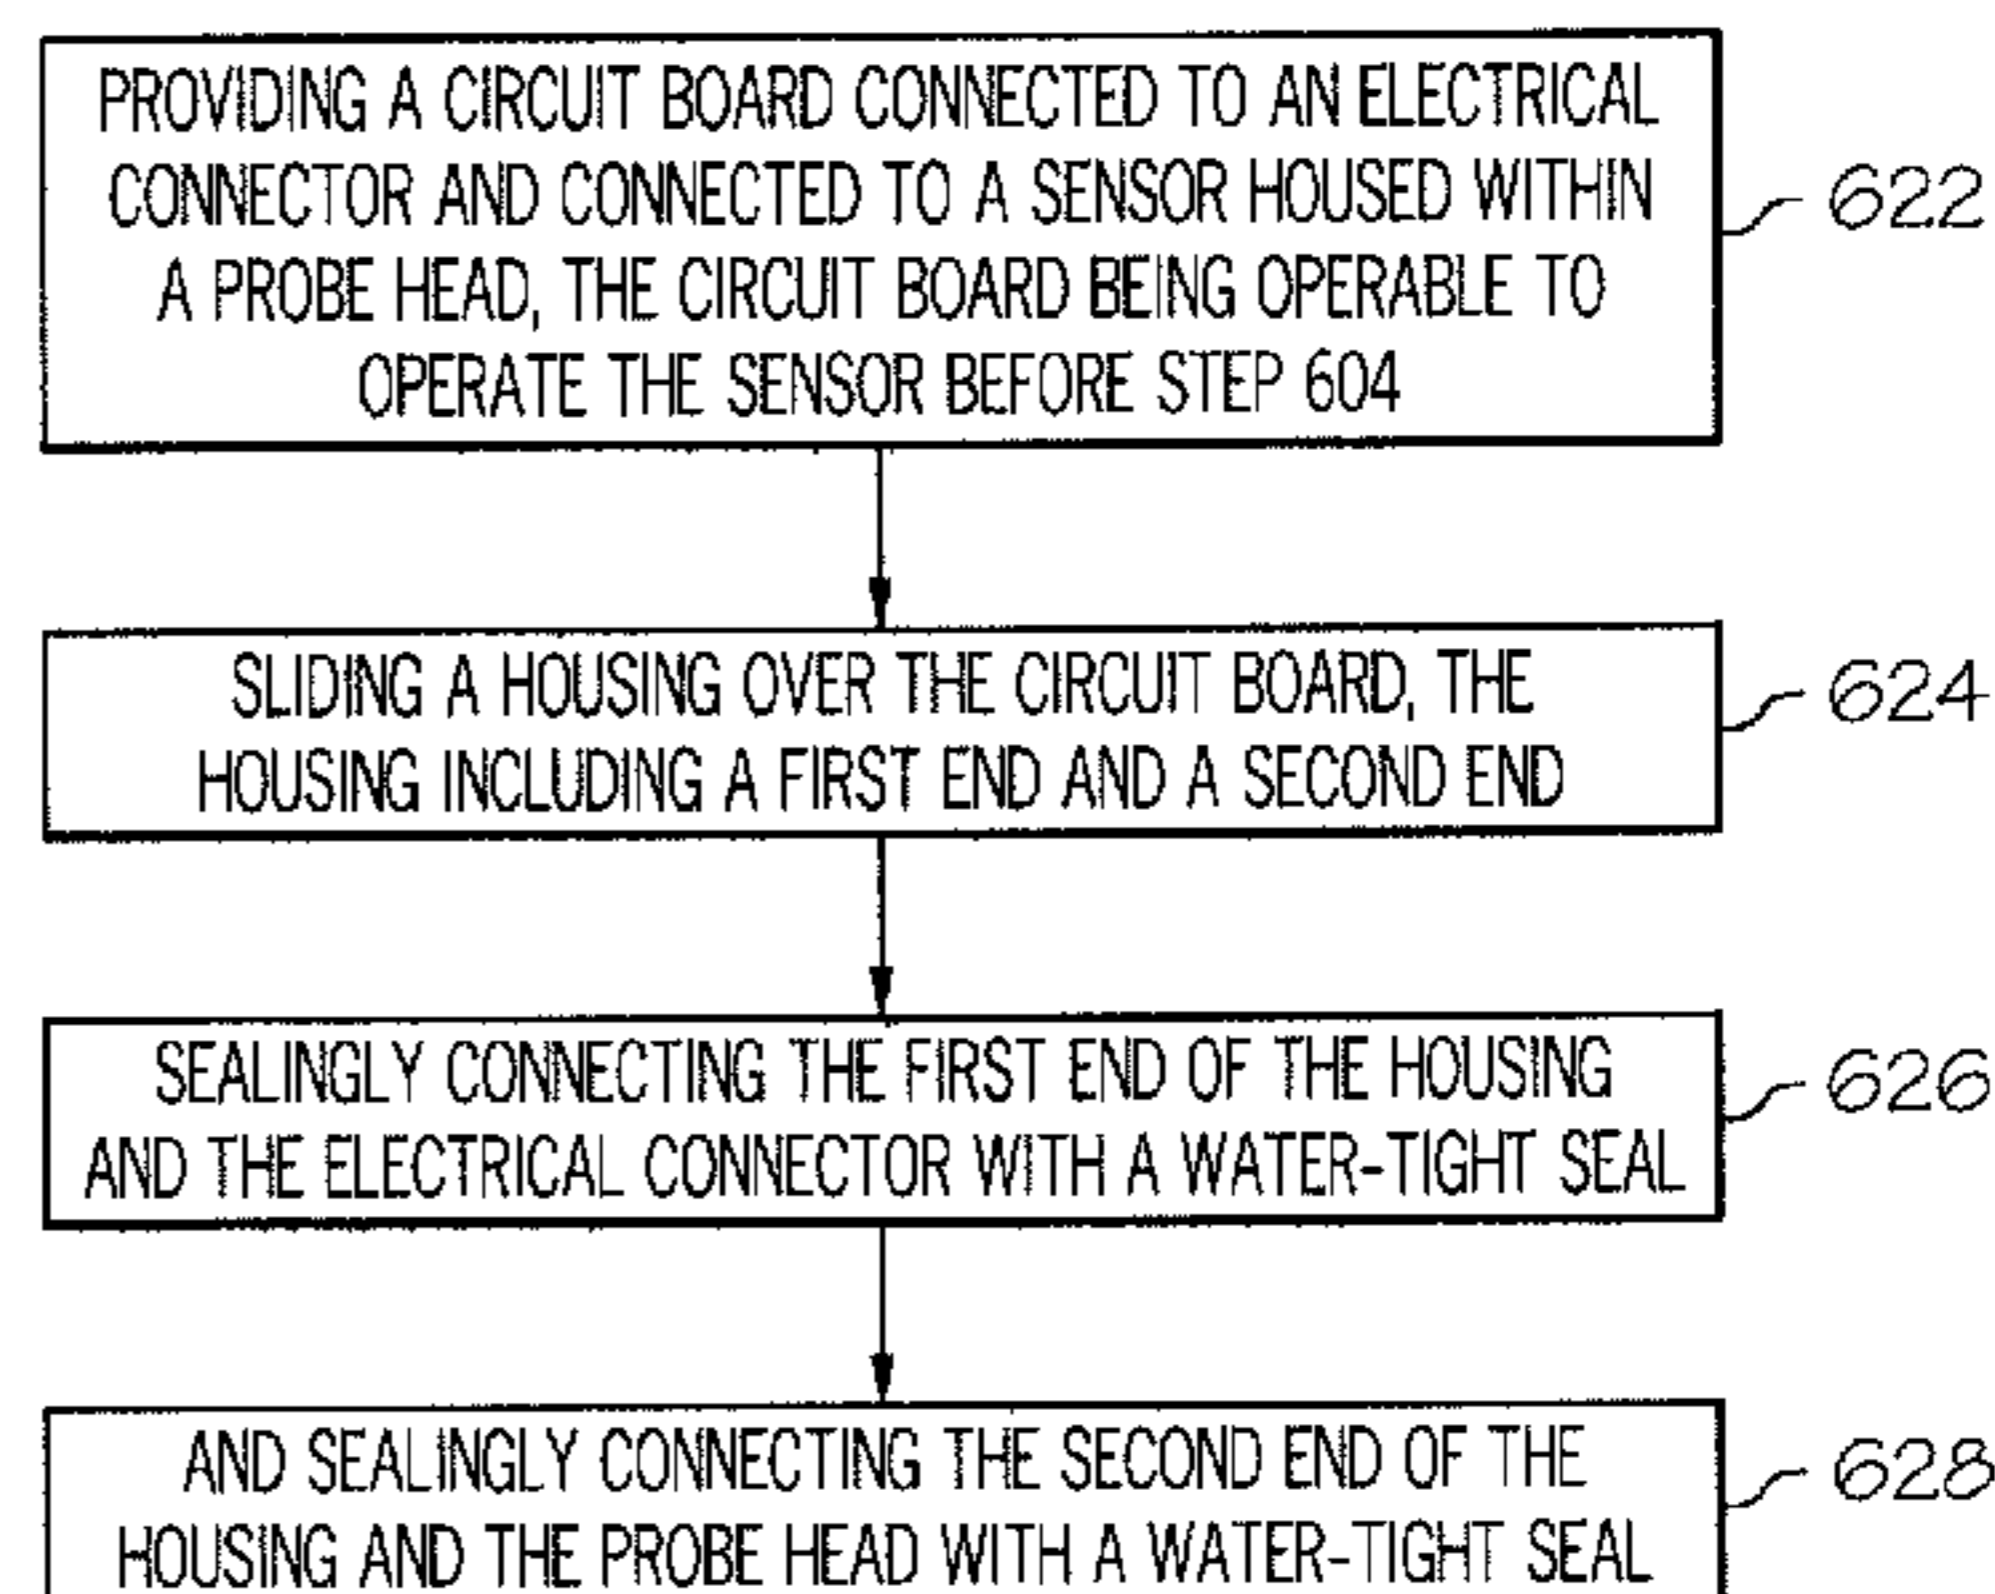 PROVIDING A CIRCUIT BOARD CONNECTED TO AN ELECTRICAL
CONNECTOR AND CONNECTED TO A SENSOR HOUSED WITHIN
A PROBE HEAD, THE CIRCUIT BOARD BEING OPERABLE TO
OPERATE THE SENSOR BEFORE STEP 604
622
SLIDING A HOUSING OVER THE CIRCUIT BOARD, THE
HOUSING INCLUDING A FIRST END AND A SECOND END
624
SEALINGLY CONNECTING THE FIRST END OF THE HOUSING
AND THE ELECTRICAL CONNECTOR WITH A WATER-TIGHT SEAL
626
AND SEALINGLY CONNECTING THE SECOND END OF THE
HOUSING AND THE PROBE HEAD WITH A WATER-TIGHT SEAL
628